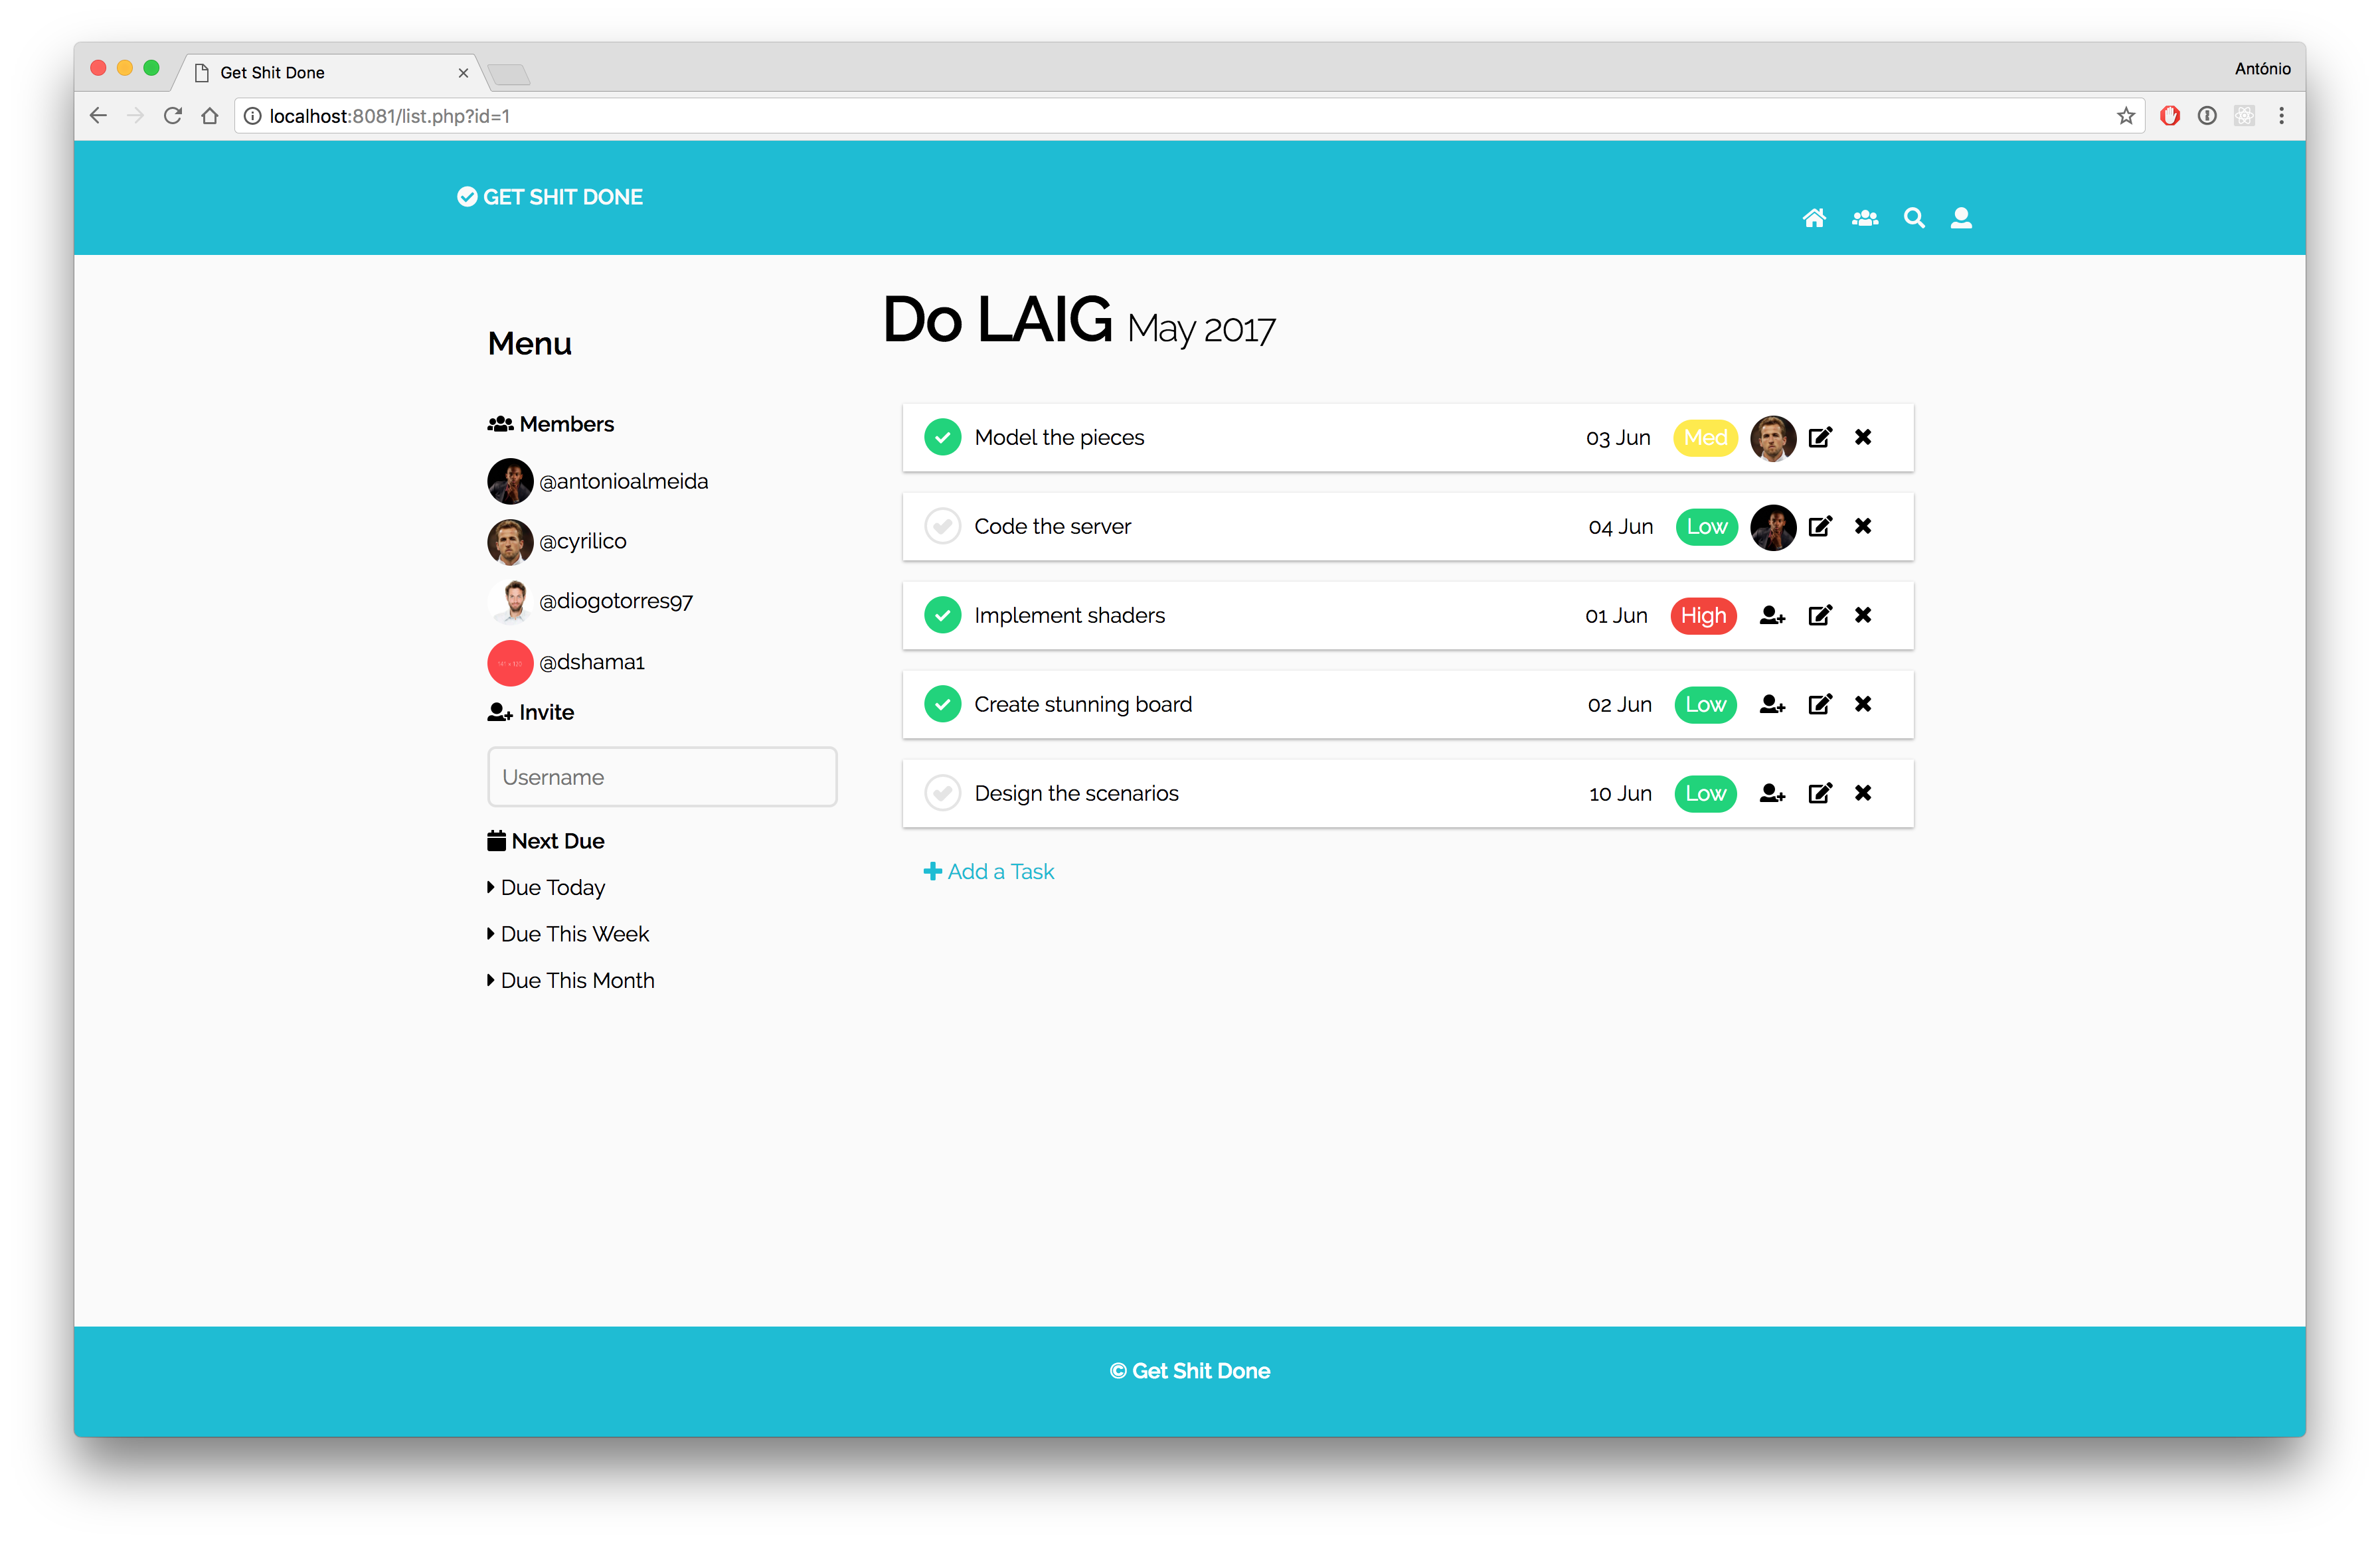 Get Shit Done
António
localhost:8081/list.php?id=1
GET SHIT DONE
Menu
Members
@antonioalmeida
@cyrilico
@diogotorres97
@dshama1
Invite
Username
Next Due
Due Today
Due This Week
Due This Month
Do LAIG May 2017
Model the pieces 03 Jun Med
Code the server 04 Jun Low
Implement shaders 01 Jun High
Create stunning board 02 Jun Low
Design the scenarios 10 Jun Low
Add a Task
© Get Shit Done